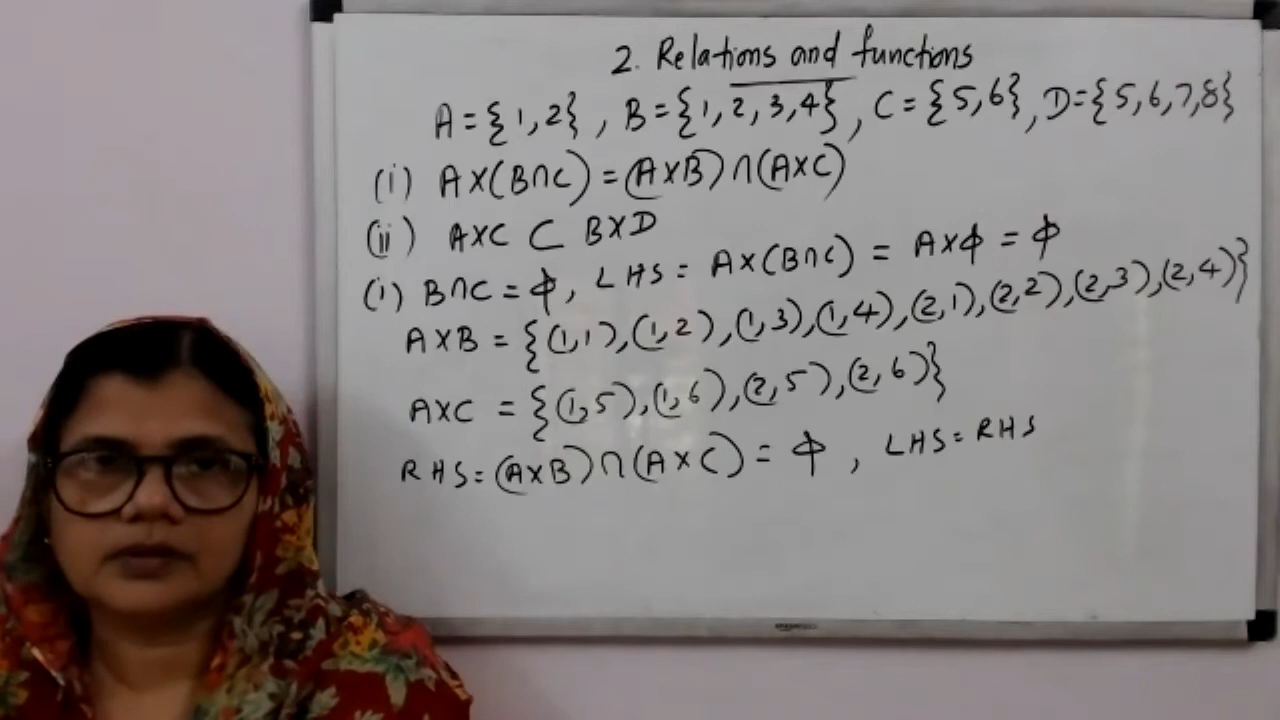 2. Relations and functions
A = {1,2}, B = {1,2,3,4}, C = {5,6}, D = {5,6,7,8}
(i) A×(B∩C) = (A×B)∩(A×C)
(ii) A×C ⊂ B×D
(i) B∩C = ϕ, LHS = A×(B∩C) = A×ϕ = ϕ
A×B = {(1,1),(1,2),(1,3),(1,4),(2,1),(2,2),(2,3),(2,4)}
A×C = {(1,5),(1,6),(2,5),(2,6)}
RHS = (A×B)∩(A×C) = ϕ, LHS = RHS